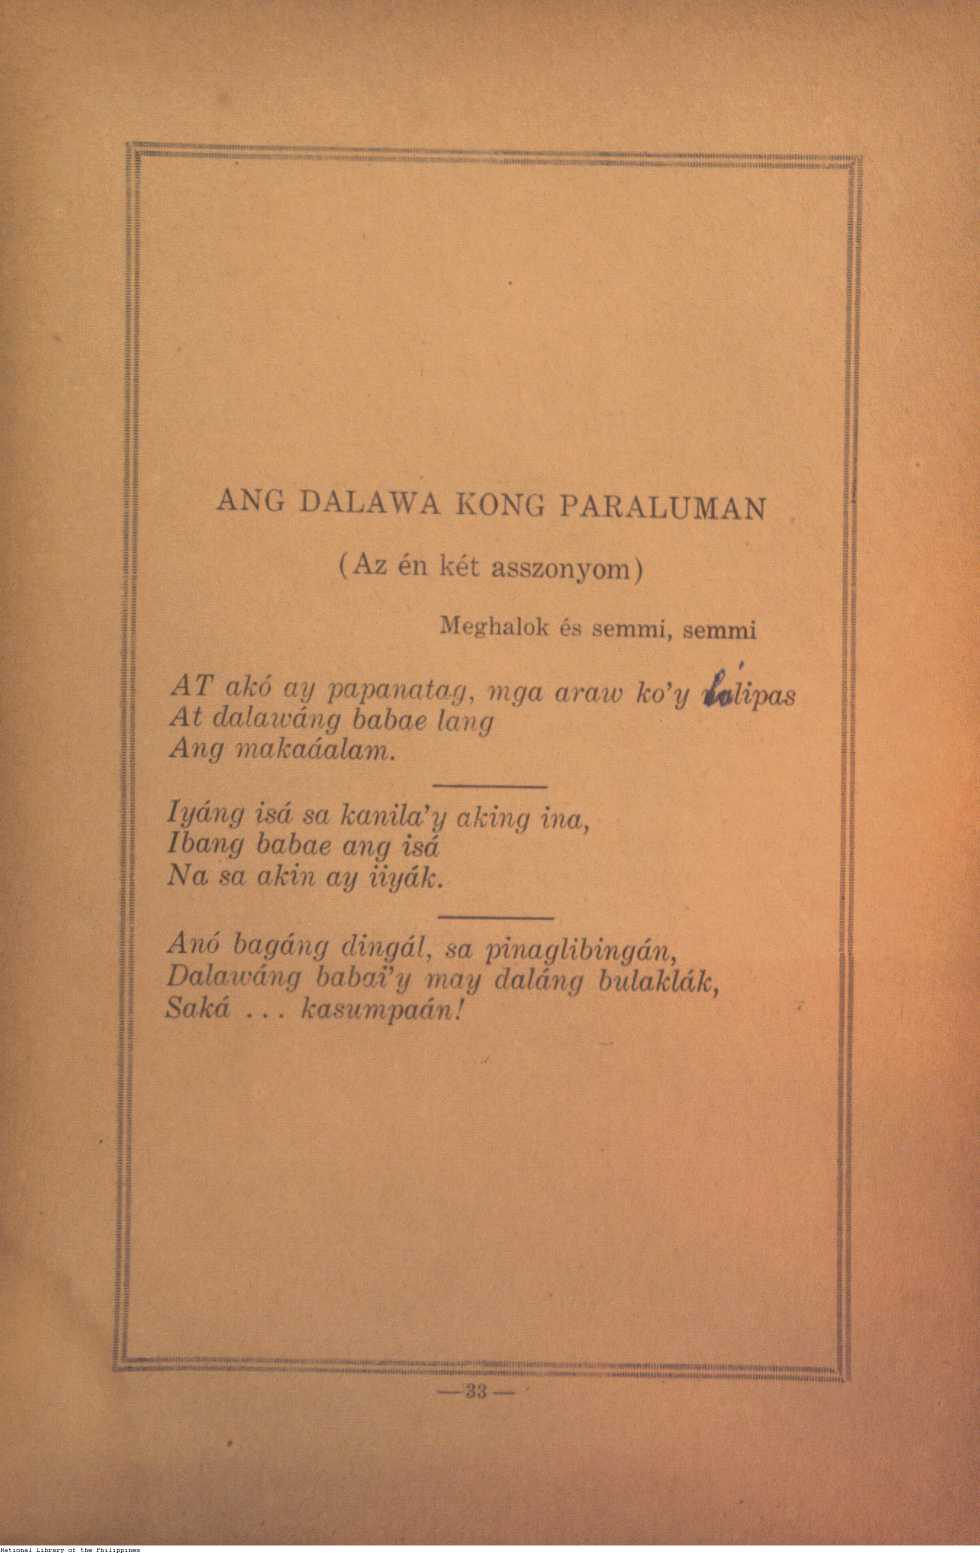 ANG DALAWA KONG PARALUMAN
(Az én két asszonyom)
Meghalok és semmi, semmi
AT akó ay papanatag, mga araw ko'y lálipas
At dalawáng babae lang
Ang makaáalam.
Iyáng isá sa kanila'y aking ina,
Ibang babae ang isá
Na sa akin ay iiyák.
Anó bagáng dingál, sa pinaglibingán,
Dalawáng babai'y may daláng bulaklák,
Saká ... kasumpaán!
—33—
National Library of the Philippines